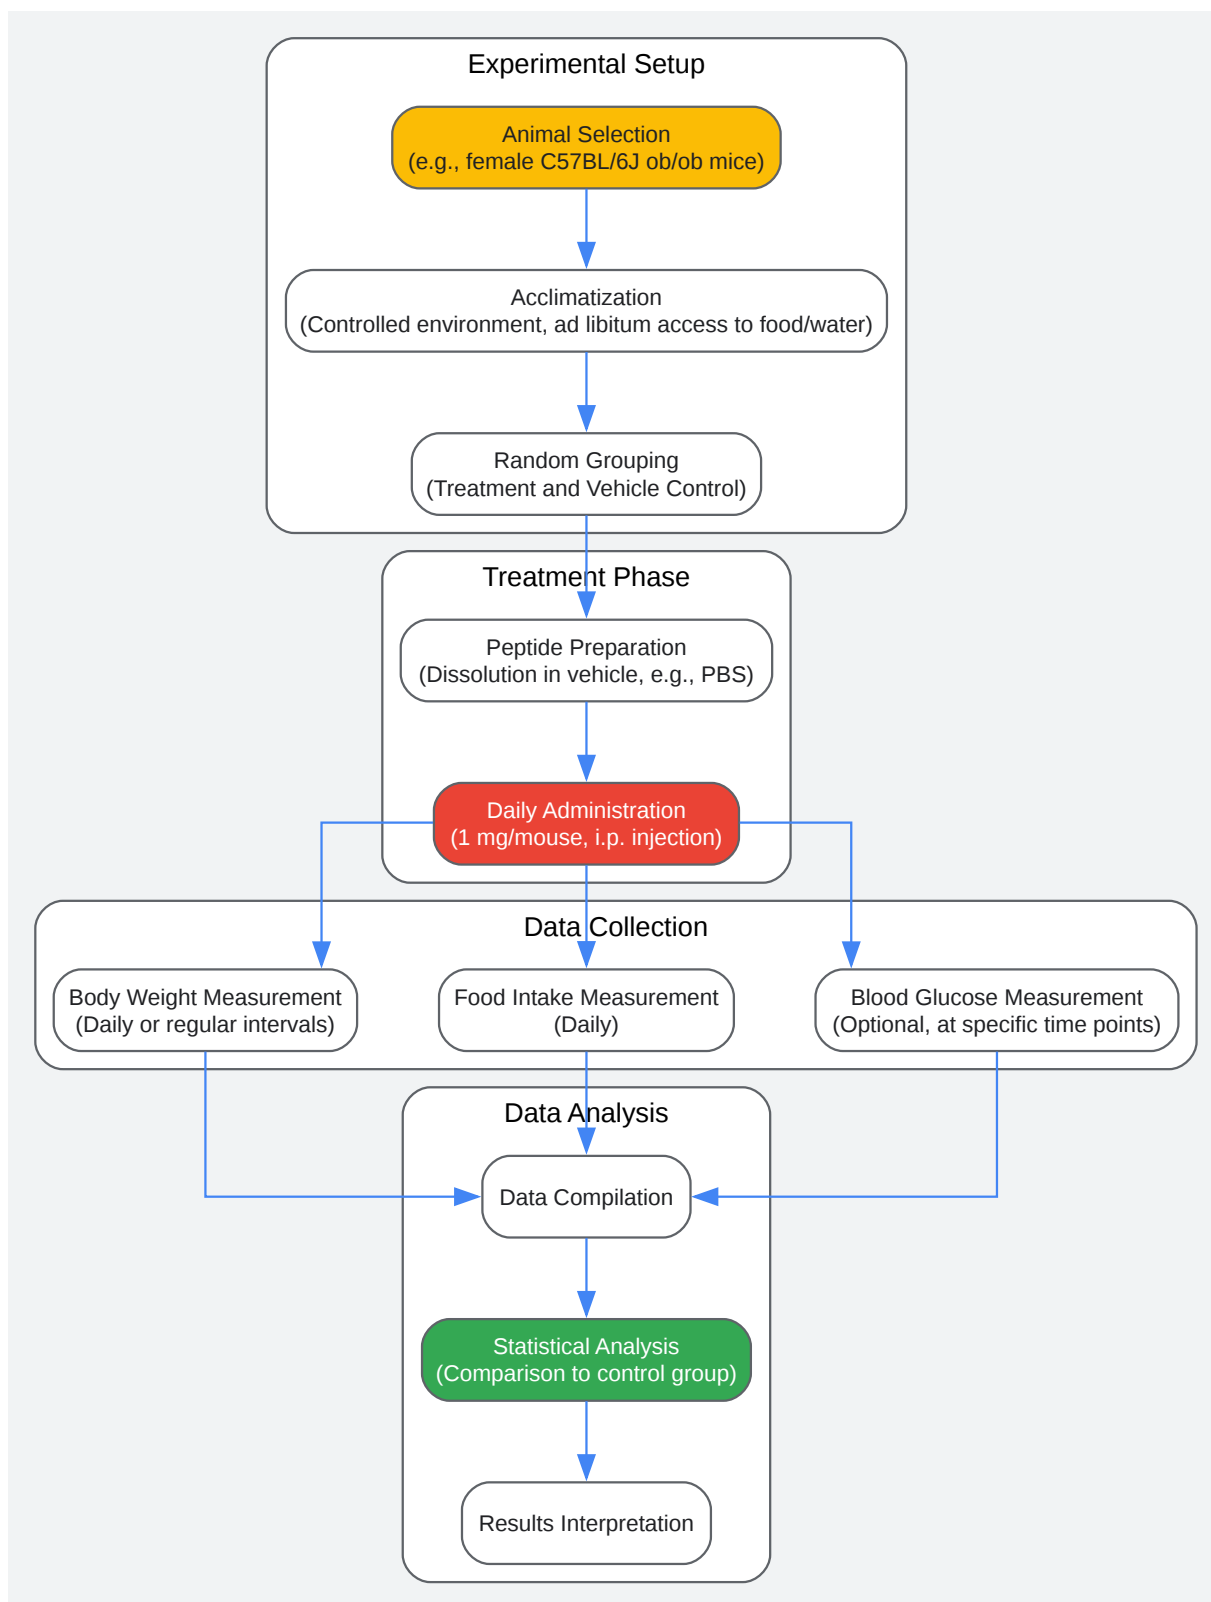 Experimental Setup
Animal Selection
(e.g., female C57BL/6J ob/ob mice)
Acclimatization
(Controlled environment, ad libitum access to food/water)
Random Grouping
(Treatment and Vehicle Control)
Treatment Phase
Peptide Preparation
(Dissolution in vehicle, e.g., PBS)
Daily Administration
(1 mg/mouse, i.p. injection)
Data Collection
Body Weight Measurement
(Daily or regular intervals)
Food Intake Measurement
(Daily)
Blood Glucose Measurement
(Optional, at specific time points)
Data Analysis
Data Compilation
Statistical Analysis
(Comparison to control group)
Results Interpretation